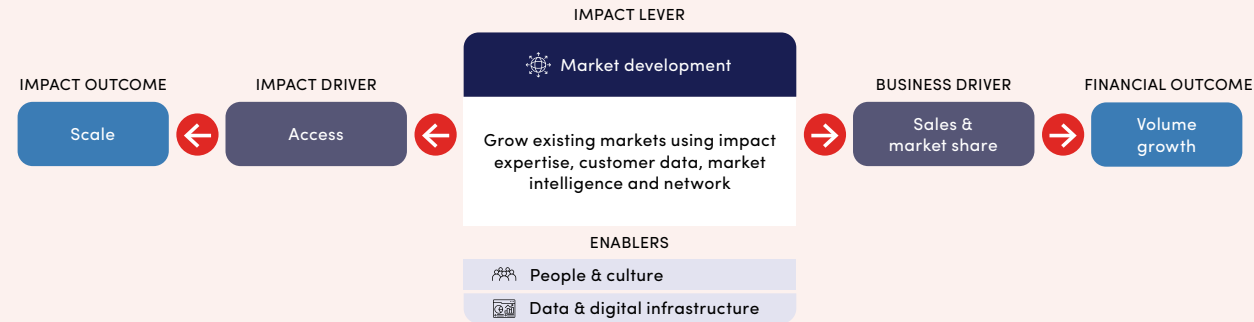 IMPACT LEVER
Market development
IMPACT OUTCOME
IMPACT DRIVER
BUSINESS DRIVER
FINANCIAL OUTCOME
Scale
Access
Grow existing markets using impact
expertise, customer data, market
intelligence and network
Sales &
market share
Volume
growth
ENABLERS
People & culture
Data & digital infrastructure